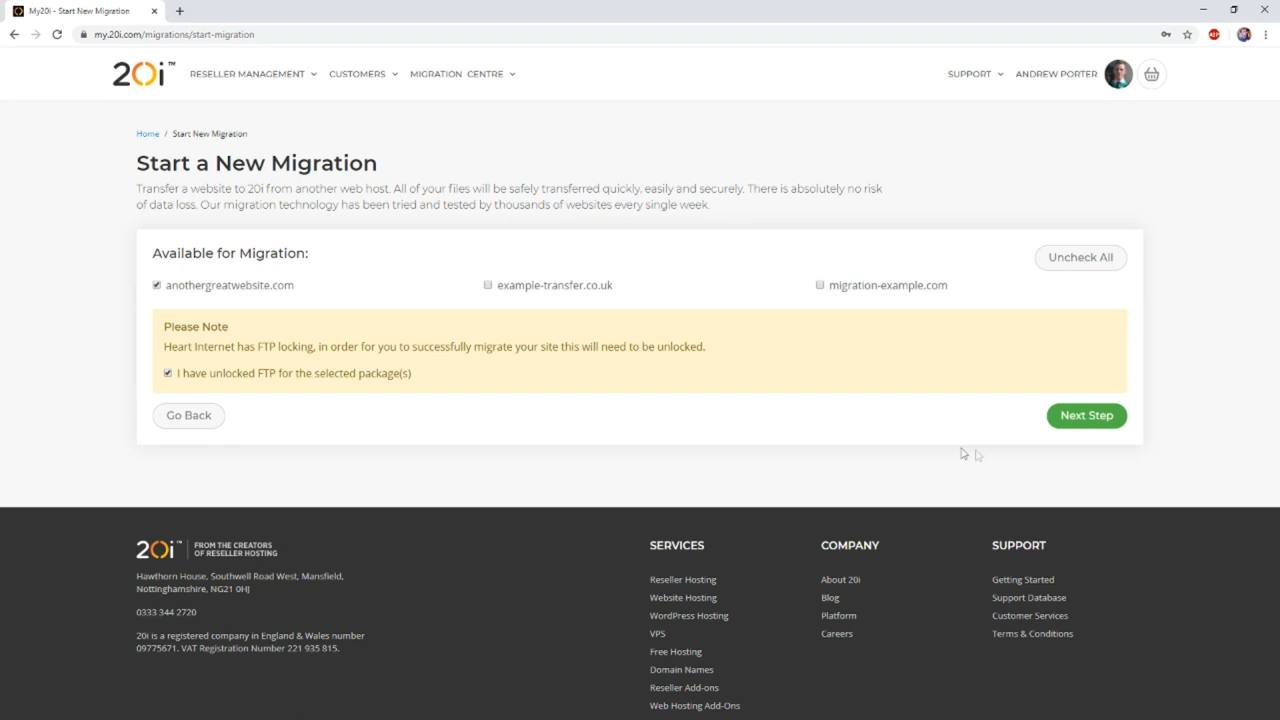 My20i - Start New Migration
my.20i.com/migrations/start-migration
20i™
RESELLER MANAGEMENT
CUSTOMERS
MIGRATION CENTRE
SUPPORT
ANDREW PORTER
Home / Start New Migration
Start a New Migration
Transfer a website to 20i from another web host. All of your files will be safely transferred quickly, easily and securely. There is absolutely no risk
of data loss. Our migration technology has been tried and tested by thousands of websites every single week.
Available for Migration:
Uncheck All
anothergreatwebsite.com
example-transfer.co.uk
migration-example.com
Please Note
Heart Internet has FTP locking, in order for you to successfully migrate your site this will need to be unlocked.
I have unlocked FTP for the selected package(s)
Go Back
Next Step
20i™
FROM THE CREATORS
OF RESELLER HOSTING
Hawthorn House, Southwell Road West, Mansfield,
Nottinghamshire, NG21 0HJ
0333 344 2720
20i is a registered company in England & Wales number
09775671. VAT Registration Number 221 935 815.
SERVICES
Reseller Hosting
Website Hosting
WordPress Hosting
VPS
Free Hosting
Domain Names
Reseller Add-ons
Web Hosting Add-Ons
COMPANY
About 20i
Blog
Platform
Careers
SUPPORT
Getting Started
Support Database
Customer Services
Terms & Conditions